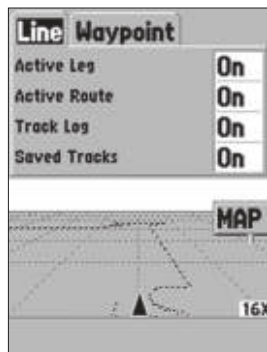 Line Waypoint
Active Leg On
Active Route On
Track Log On
Saved Tracks On
MAP
16X